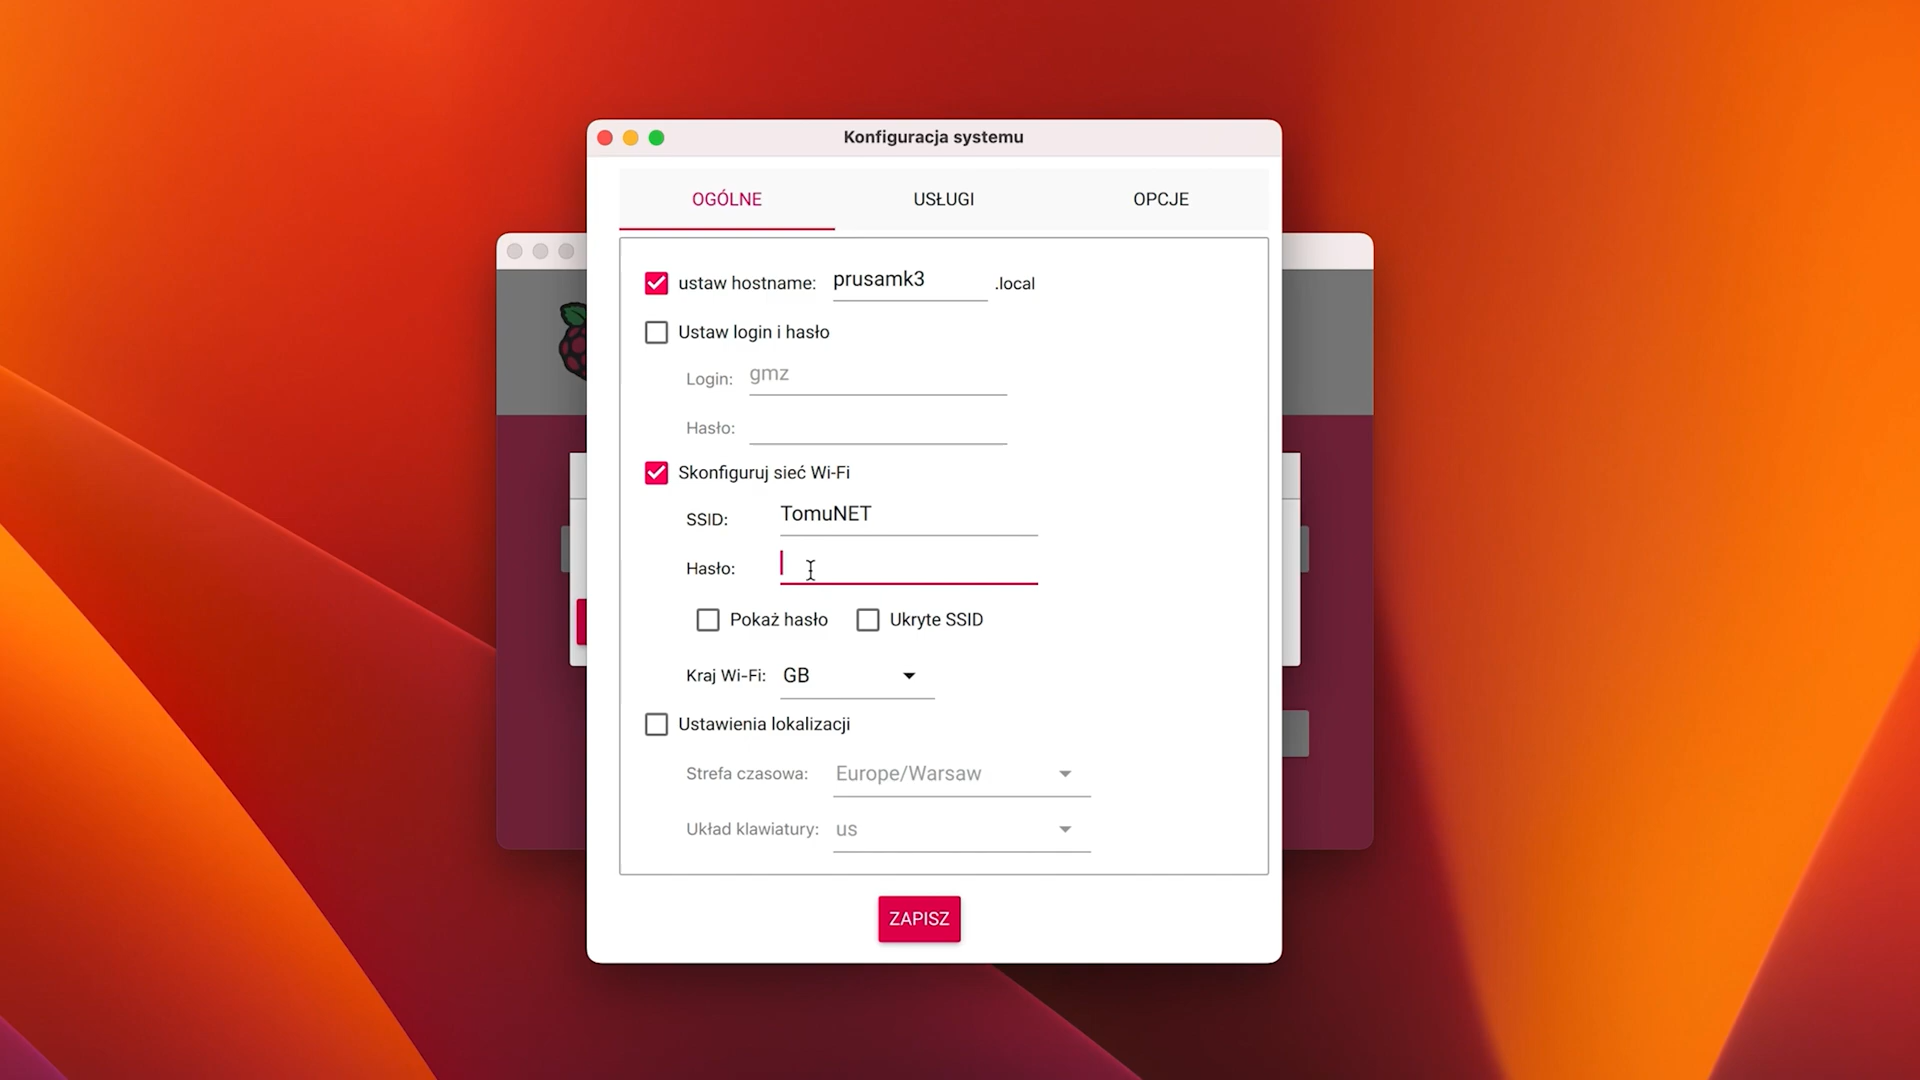 Konfiguracja systemu
OGÓLNE USŁUGI OPCJE
ustaw hostname: prusamk3 .local
Ustaw login i hasło
Login: gmz
Hasło:
Skonfiguruj sieć Wi-Fi
SSID: TomuNET
Hasło:
Pokaż hasło Ukryte SSID
Kraj Wi-Fi: GB
Ustawienia lokalizacji
Strefa czasowa: Europe/Warsaw
Układ klawiatury: us
ZAPISZ